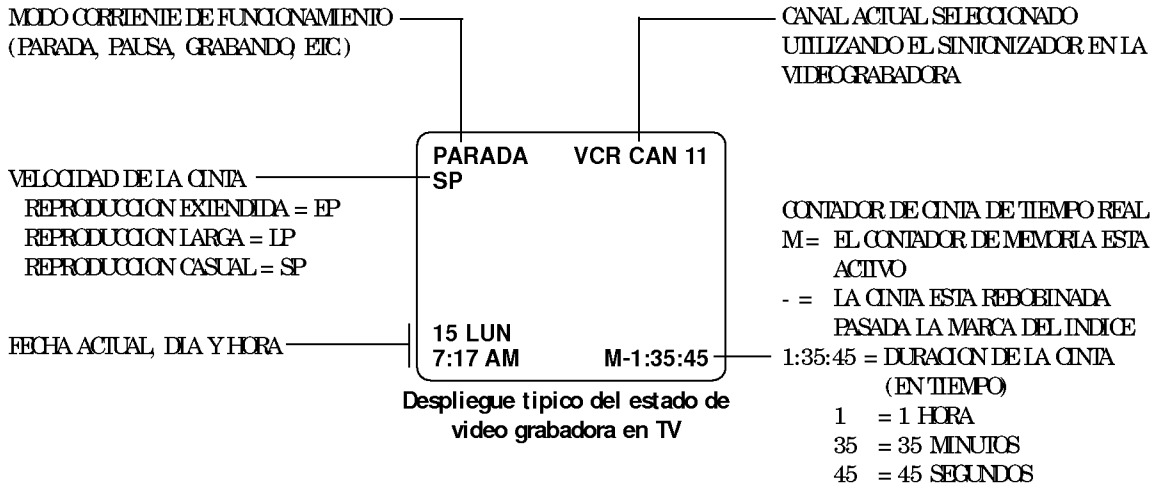 MODO CORRIENTE DE FUNCIONAMIENTO
(PARADA, PAUSA, GRABANDO, ETC.)
CANAL ACTUAL SELECCIONADO
UTILIZANDO EL SINTONIZADOR EN LA
VIDEOGRABADORA
PARADA VCR CAN 11
SP
VELOCIDAD DE LA CINTA
REPRODUCCION EXTENDIDA = EP
REPRODUCCION LARGA = LP
REPRODUCCION CASUAL = SP
FECHA ACTUAL, DIA Y HORA
15 LUN
7:17 AM M-1:35:45
CONTADOR DE CINTA DE TIEMPO REAL
M = EL CONTADOR DE MEMORIA ESTA
ACTIVO
- = LA CINTA ESTA REBOBINADA
PASADA LA MARCA DEL INDICE
1:35:45 = DURACION DE LA CINTA
(EN TIEMPO)
1 = 1 HORA
35 = 35 MINUTOS
45 = 45 SEGUNDOS
Despliegue tipico del estado de
video grabadora en TV